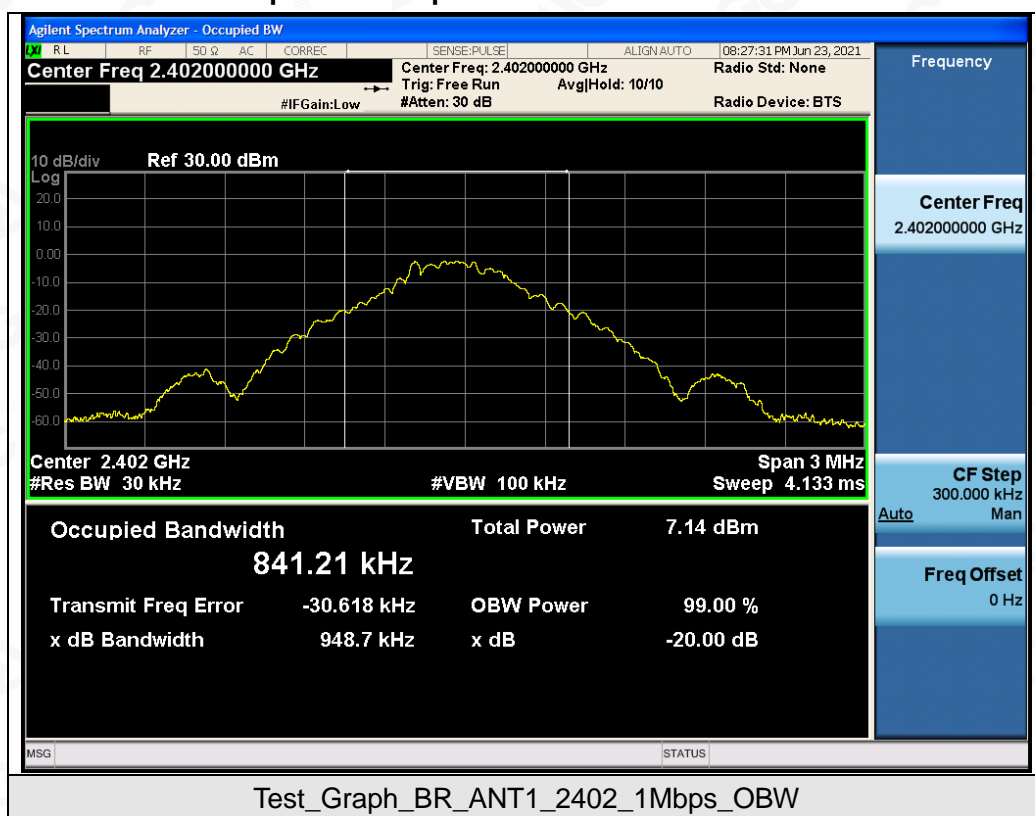 Agilent Spectrum Analyzer - Occupied BW
LXI RL RF 50 Ω AC CORREC SENSE:PULSE ALIGN AUTO 08:27:31 PM Jun 23, 2021
Center Freq 2.402000000 GHz
Center Freq: 2.402000000 GHz Radio Std: None
Trig: Free Run Avg|Hold: 10/10
#IFGain:Low #Atten: 30 dB Radio Device: BTS
10 dB/div Ref 30.00 dBm
Log
20.0
10.0
0.00
-10.0
-20.0
-30.0
-40.0
-50.0
-60.0
Center 2.402 GHz Span 3 MHz
#Res BW 30 kHz #VBW 100 kHz Sweep 4.133 ms
Occupied Bandwidth Total Power 7.14 dBm
841.21 kHz
Transmit Freq Error -30.618 kHz OBW Power 99.00 %
x dB Bandwidth 948.7 kHz x dB -20.00 dB
MSG STATUS
Frequency
Center Freq
2.402000000 GHz
CF Step
300.000 kHz
Auto Man
Freq Offset
0 Hz
Test_Graph_BR_ANT1_2402_1Mbps_OBW